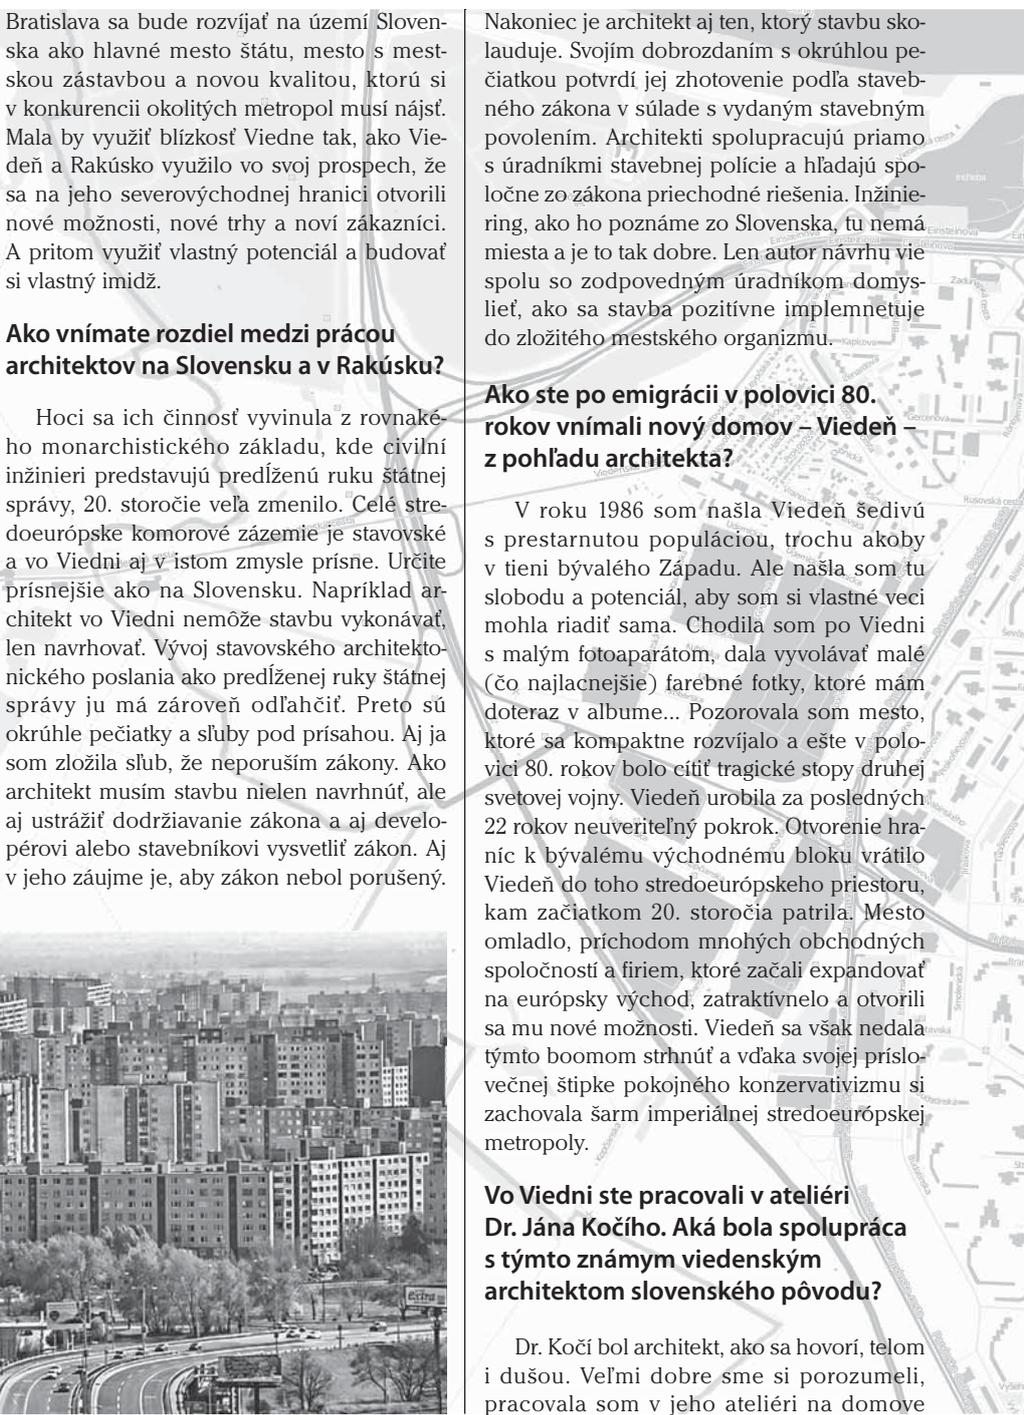 Bratislava sa bude rozvíjať na území Sloven-
ska ako hlavné mesto štátu, mesto s mest-
skou zástavbou a novou kvalitou, ktorú si
v konkurencii okolitých metropol musí nájsť.
Mala by využiť blízkosť Viedne tak, ako Vie-
deň a Rakúsko využilo vo svoj prospech, že
sa na jeho severovýchodnej hranici otvorili
nové možnosti, nové trhy a noví zákazníci.
A pritom využiť vlastný potenciál a budovať
si vlastný imidž.
Ako vnímate rozdiel medzi prácou
architektov na Slovensku a v Rakúsku?
Hoci sa ich činnosť vyvinula z rovnaké-
ho monarchistického základu, kde civilní
inžinieri predstavujú predĺženú ruku štátnej
správy, 20. storočie veľa zmenilo. Celé stre-
doeurópske komorové zázemie je stavovské
a vo Viedni aj v istom zmysle prísne. Určite
prísnejšie ako na Slovensku. Napríklad ar-
chitekt vo Viedni nemôže stavbu vykonávať,
len navrhovať. Vývoj stavovského architekto-
nického poslania ako predĺženej ruky štátnej
správy ju má zároveň odľahčiť. Preto sú
okrúhle pečiatky a sľuby pod prísahou. Aj ja
som zložila sľub, že neporuším zákony. Ako
architekt musím stavbu nielen navrhnúť, ale
aj ustrážiť dodržiavanie zákona a aj develo-
pérovi alebo stavebníkovi vysvetliť zákon. Aj
v jeho záujme je, aby zákon nebol porušený.
Nakoniec je architekt aj ten, ktorý stavbu sko-
lauduje. Svojím dobrozdaním s okrúhlou pe-
čiatkou potvrdí jej zhotovenie podľa staveb-
ného zákona v súlade s vydaným stavebným
povolením. Architekti spolupracujú priamo
s úradníkmi stavebnej polície a hľadajú spo-
ločne zo zákona priechodné riešenia. Inžinie-
ring, ako ho poznáme zo Slovenska, tu nemá
miesta a je to tak dobre. Len autor návrhu vie
spolu so zodpovedným úradníkom domys-
lieť, ako sa stavba pozitívne implemnetuje
do zložitého mestského organizmu.
Ako ste po emigrácii v polovici 80.
rokov vnímali nový domov – Viedeň –
z pohľadu architekta?
V roku 1986 som našla Viedeň šedivú
s prestarnutou populáciou, trochu akoby
v tieni bývalého Západu. Ale našla som tu
slobodu a potenciál, aby som si vlastné veci
mohla riadiť sama. Chodila som po Viedni
s malým fotoaparátom, dala vyvolávať malé
(čo najlacnejšie) farebné fotky, ktoré mám
doteraz v albume... Pozorovala som mesto,
ktoré sa kompaktne rozvíjalo a ešte v polo-
vici 80. rokov bolo cítiť tragické stopy druhej
svetovej vojny. Viedeň urobila za posledných
22 rokov neuveriteľný pokrok. Otvorenie hra-
níc k bývalému východnému bloku vrátilo
Viedeň do toho stredoeurópskeho priestoru,
kam začiatkom 20. storočia patrila. Mesto
omladlo, príchodom mnohých obchodných
spoločností a firiem, ktoré začali expandovať
na európsky východ, zatraktívnelo a otvorili
sa mu nové možnosti. Viedeň sa však nedala
týmto boomom strhnúť a vďaka svojej príslo-
večnej štipke pokojného konzervativizmu si
zachovala šarm imperiálnej stredoeurópskej
metropoly.
Vo Viedni ste pracovali v ateliéri
Dr. Jána Kočího. Aká bola spolupráca
s týmto známym viedenským
architektom slovenského pôvodu?
Dr. Kočí bol architekt, ako sa hovorí, telom
i dušou. Veľmi dobre sme si porozumeli,
pracovala som v jeho ateliéri na domove